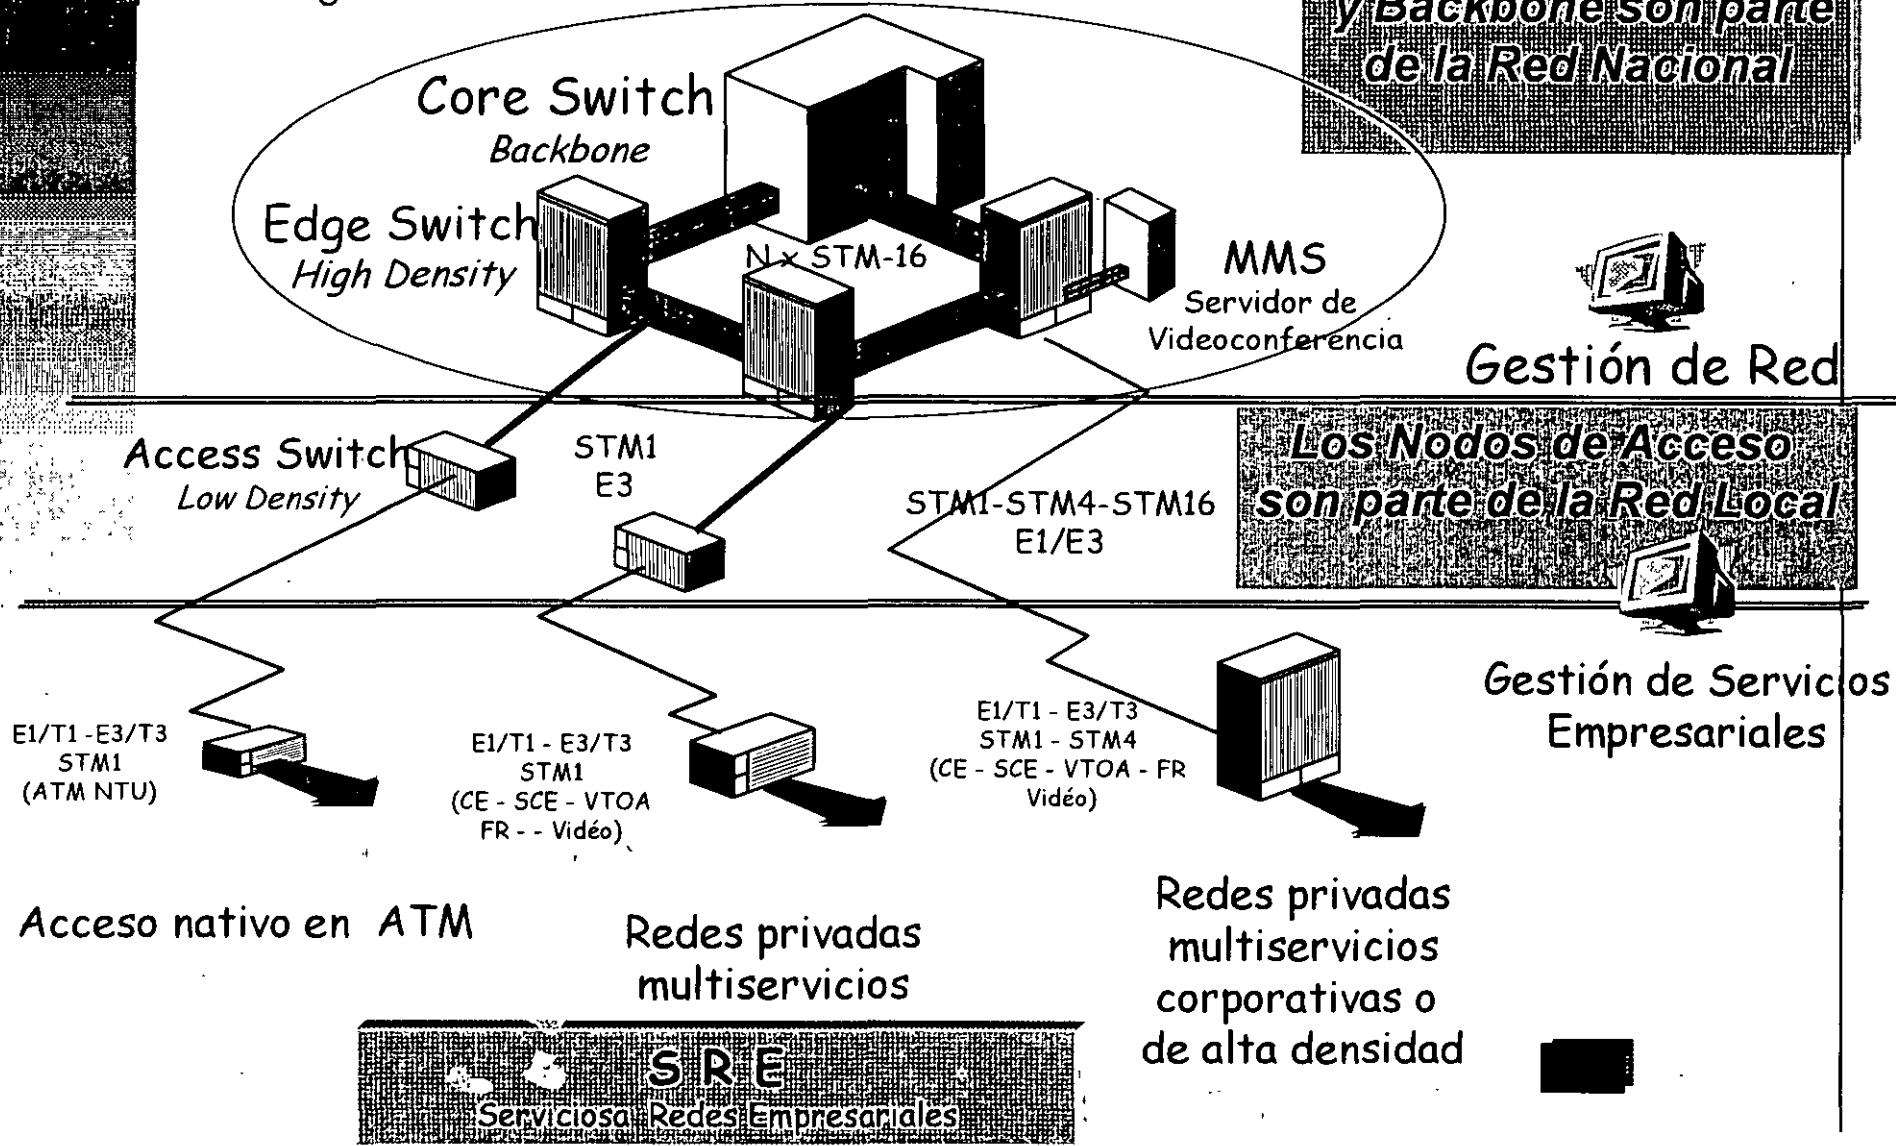 y Backbone son parte
de la Red Nacional
Core Switch
Backbone
Edge Switch
High Density
N x STM-16
MMS
Servidor de
Videoconferencia
Gestión de Red
Access Switch
Low Density
STM1
E3
STM1-STM4-STM16
E1/E3
Los Nodos de Acceso
son parte de la Red Local
Gestión de Servicios
Empresariales
E1/T1 -E3/T3
STM1
(ATM NTU)
E1/T1 - E3/T3
STM1
(CE - SCE - VTOA
FR - - Vidéo)
E1/T1 - E3/T3
STM1 - STM4
(CE - SCE - VTOA - FR
Vidéo)
Acceso nativo en ATM
Redes privadas
multiservicios
Redes privadas
multiservicios
corporativas o
de alta densidad
S R E
Serviciosa Redes Empresariales